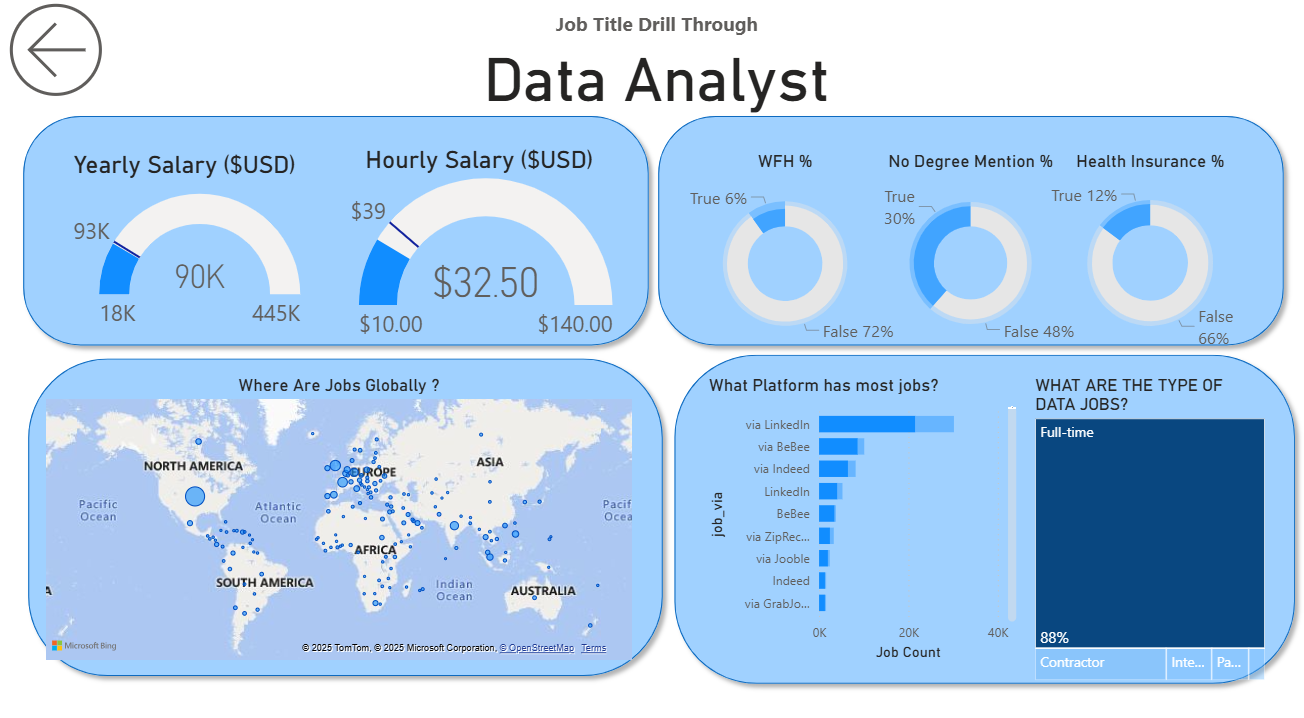 Job Title Drill Through
Data Analyst
Yearly Salary ($USD)
93K
90K
18K
445K
Hourly Salary ($USD)
$39
$32.50
$10.00
$140.00
WFH %
True 6%
False 72%
No Degree Mention %
True
30%
False 48%
Health Insurance %
True 12%
False
66%
Where Are Jobs Globally ?
NORTH AMERICA
EUROPE
ASIA
Pacific
Ocean
Atlantic
Ocean
Pacif
Ocean
AFRICA
SOUTH AMERICA
Indian
Ocean
AUSTRALIA
A
Microsoft Bing
© 2025 TomTom, © 2025 Microsoft Corporation, © OpenStreetMap Terms
What Platform has most jobs?
job_via
via LinkedIn
via BeBee
via Indeed
LinkedIn
BeBee
via ZipRec...
via Jooble
Indeed
via GrabJo...
0K
20K
40K
Job Count
WHAT ARE THE TYPE OF
DATA JOBS?
Full-time
88%
Contractor
Inte...
Pa...